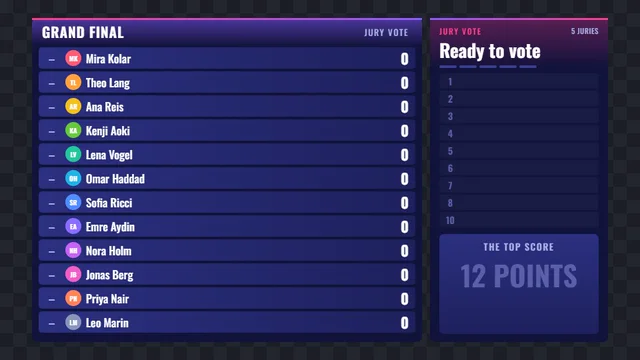 GRAND FINAL
JURY VOTE
– MK Mira Kolar 0
– TL Theo Lang 0
– AR Ana Reis 0
– KA Kenji Aoki 0
– LV Lena Vogel 0
– OH Omar Haddad 0
– SR Sofia Ricci 0
– EA Emre Aydin 0
– NH Nora Holm 0
– JB Jonas Berg 0
– PN Priya Nair 0
– LM Leo Marin 0
JURY VOTE
5 JURIES
Ready to vote
1
2
3
4
5
6
7
8
10
THE TOP SCORE
12 POINTS